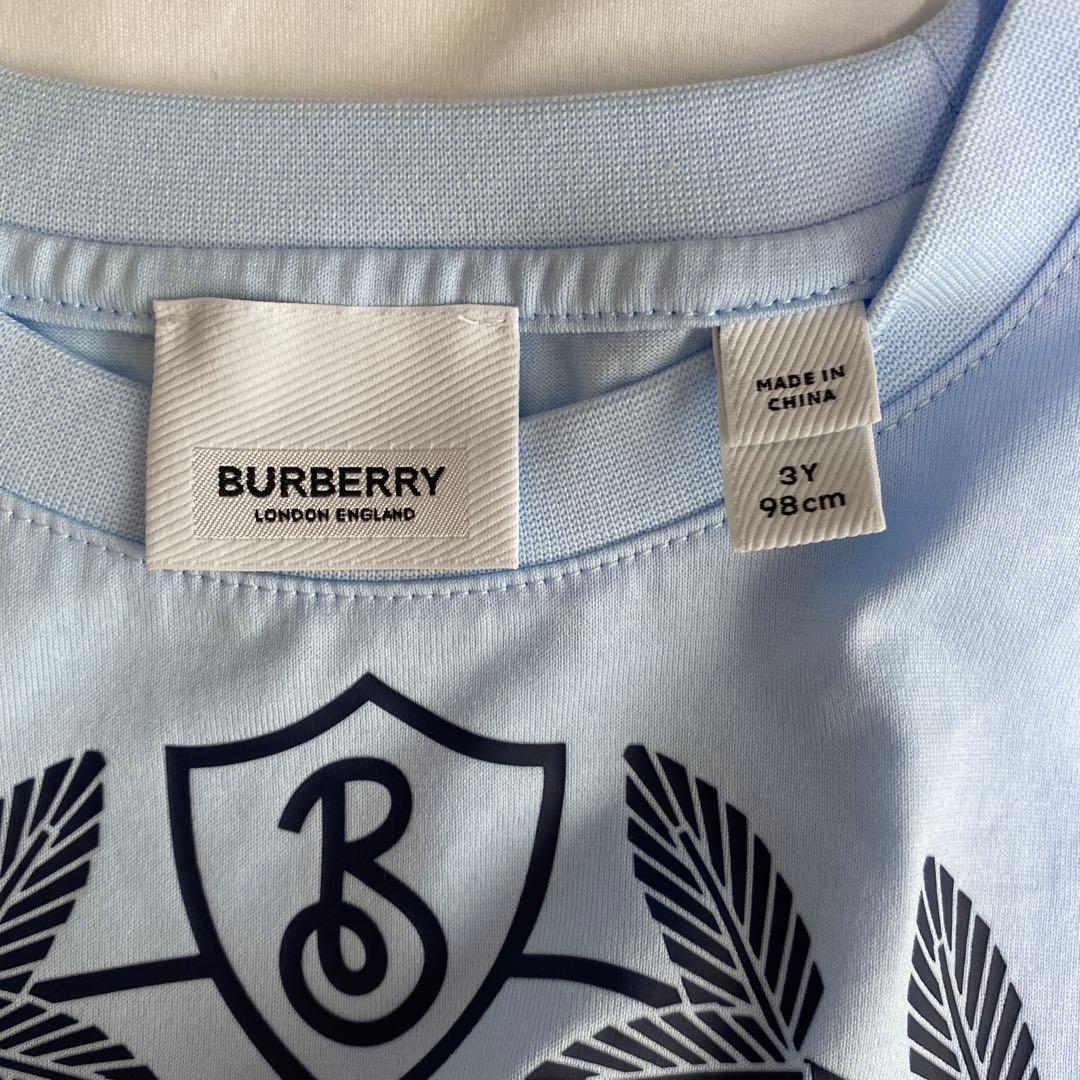 BURBERRY
LONDON ENGLAND
MADE IN
CHINA
3Y
98cm
B